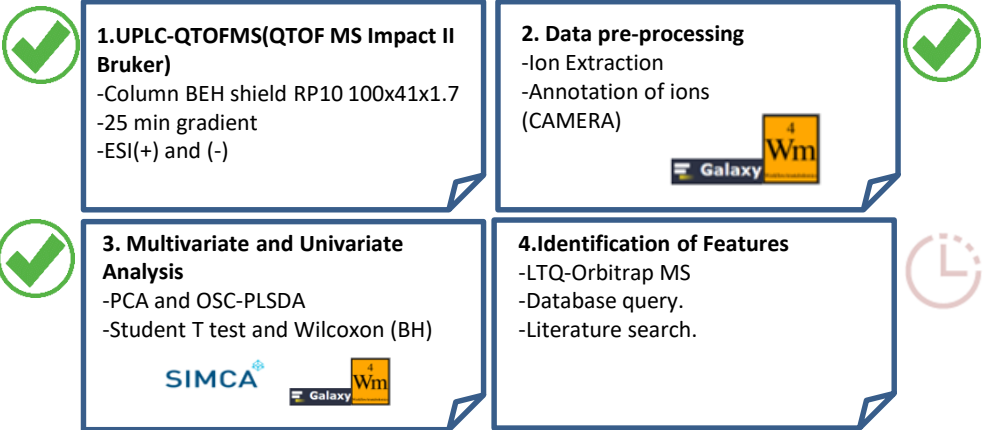 1.UPLC-QTOFMS(QTOF MS Impact II
Bruker)
-Column BEH shield RP10 100x41x1.7
-25 min gradient
-ESI(+) and (-)
2. Data pre-processing
-Ion Extraction
-Annotation of ions
(CAMERA)
4
Wm
Galaxy
3. Multivariate and Univariate
Analysis
-PCA and OSC-PLSDA
-Student T test and Wilcoxon (BH)
SIMCA
4
Wm
Galaxy
4.Identification of Features
-LTQ-Orbitrap MS
-Database query.
-Literature search.